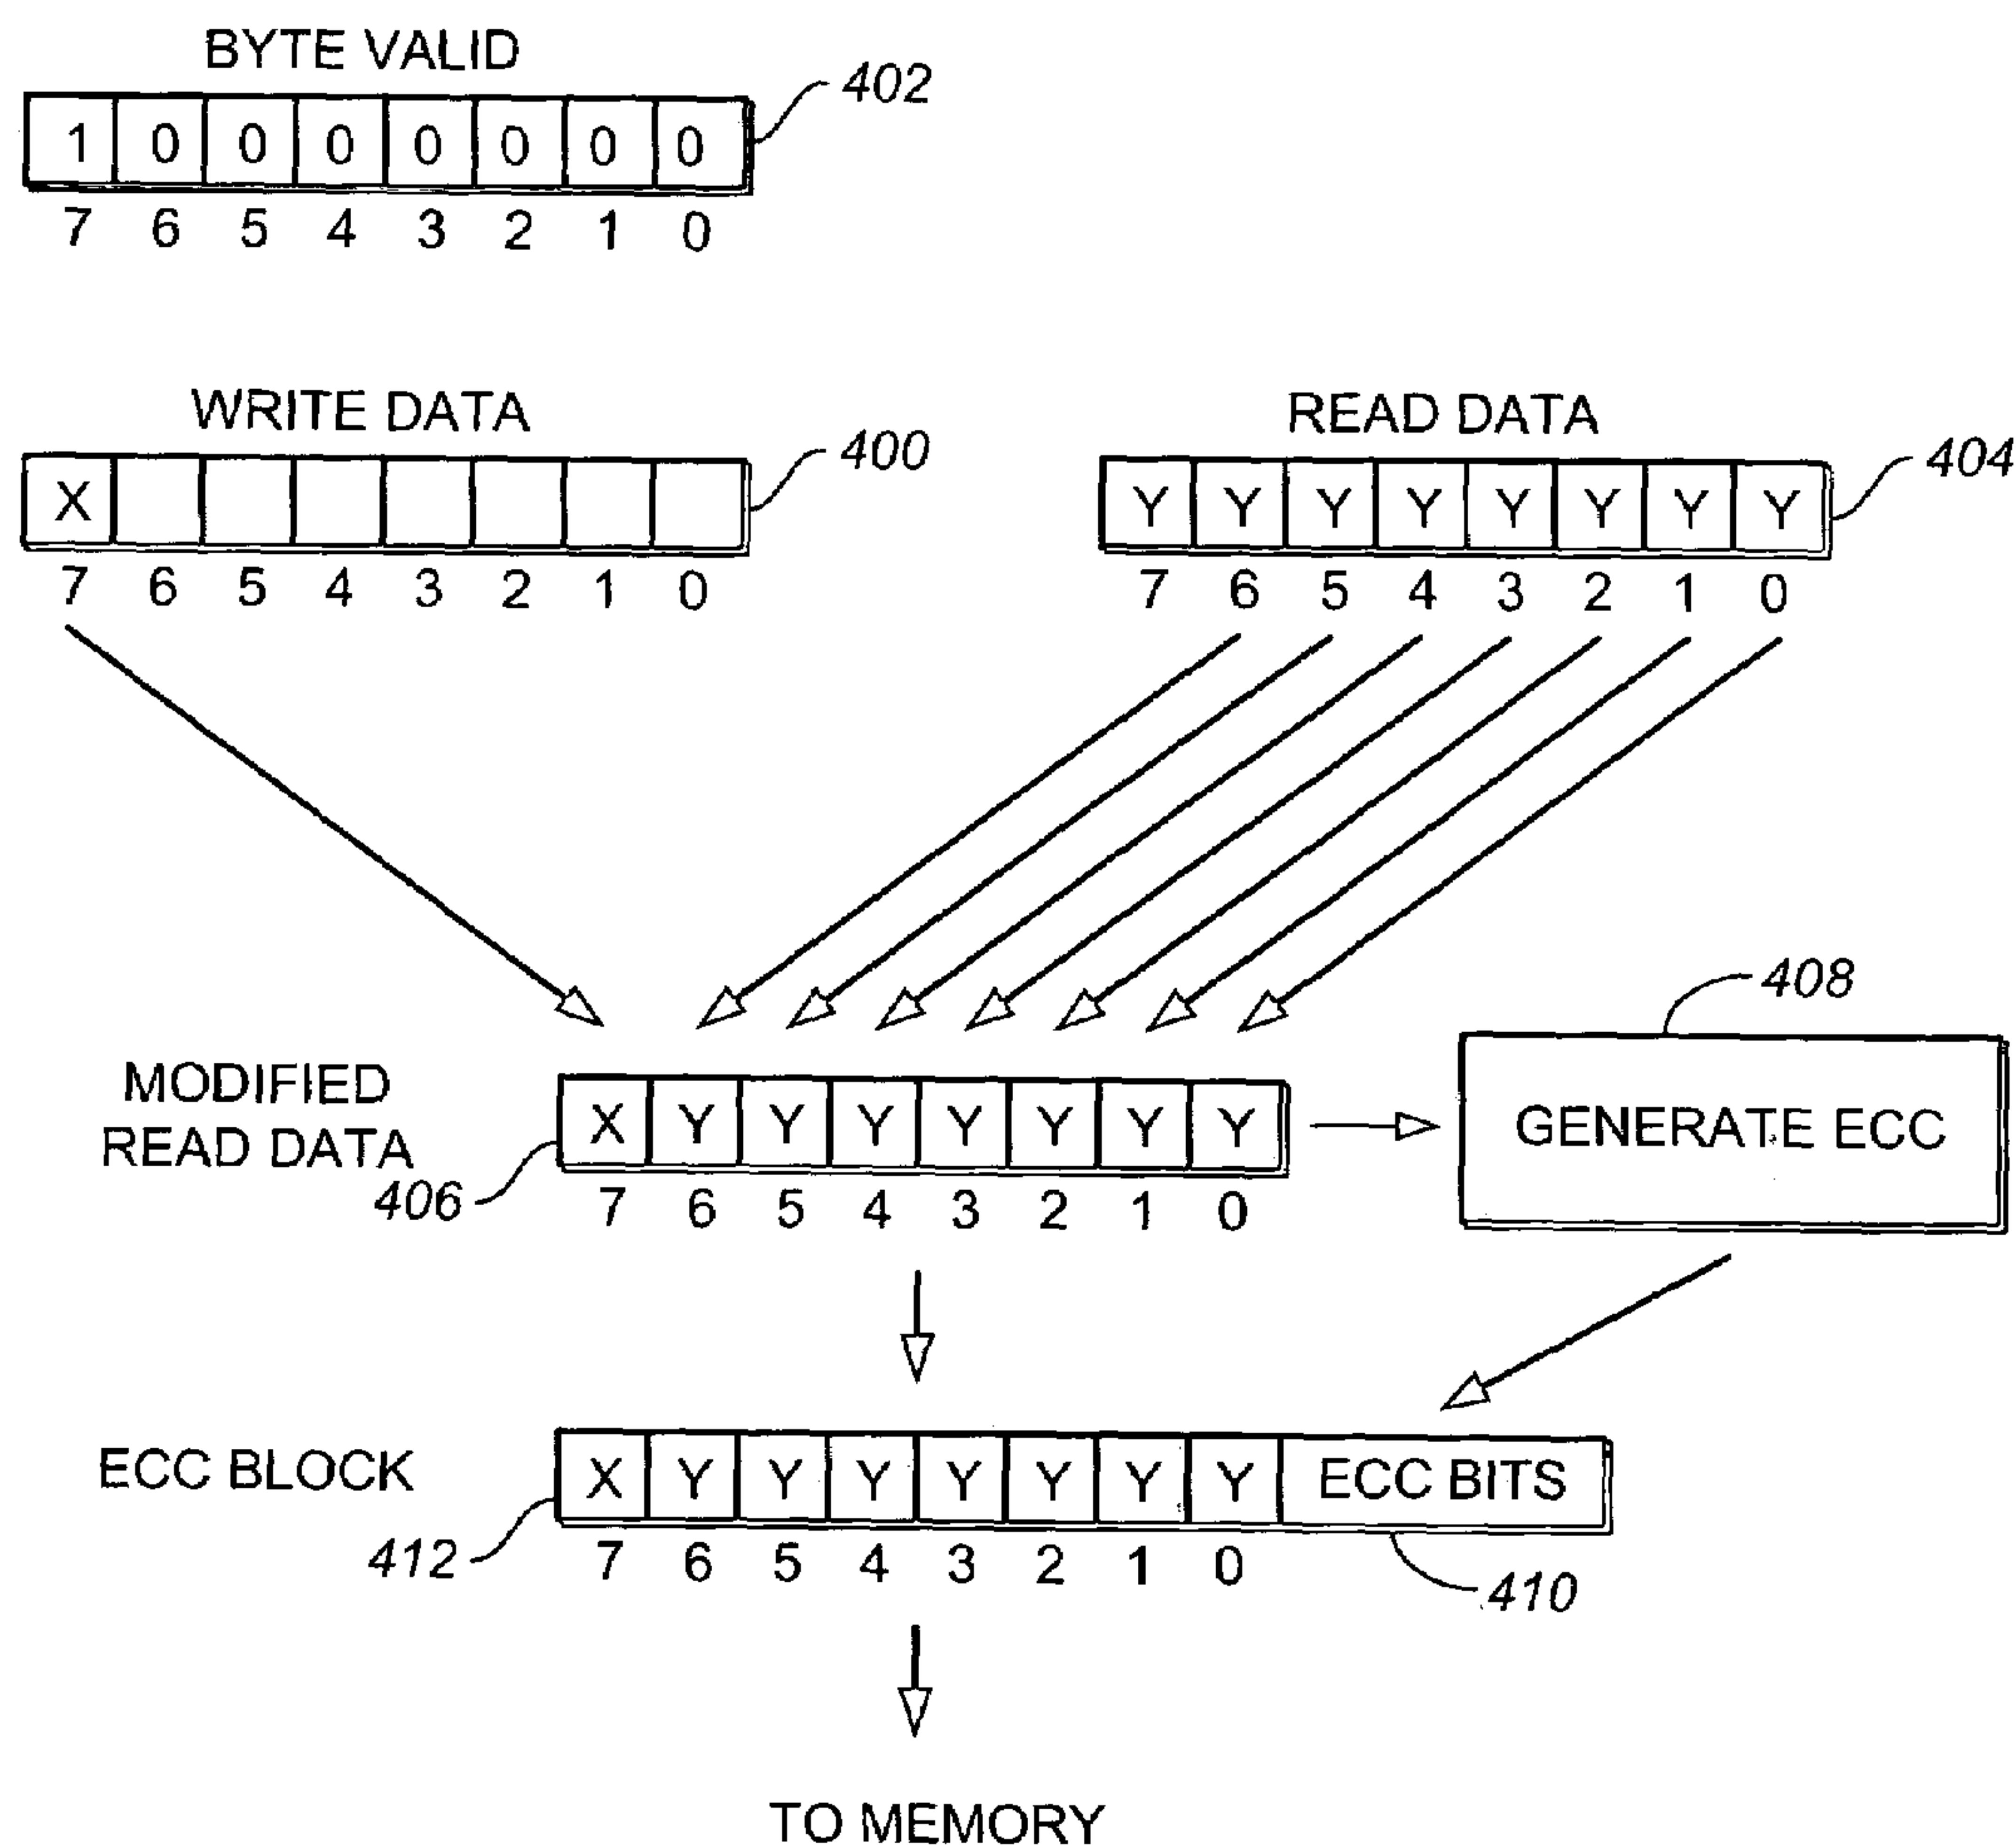 BYTE VALID
402
1 0 0 0 0 0 0 0
7 6 5 4 3 2 1 0
WRITE DATA
400
X
7 6 5 4 3 2 1 0
READ DATA
404
Y Y Y Y Y Y Y Y
7 6 5 4 3 2 1 0
MODIFIED
READ DATA
406
X Y Y Y Y Y Y Y
7 6 5 4 3 2 1 0
408
GENERATE ECC
ECC BLOCK
412
X Y Y Y Y Y Y Y ECC BITS
7 6 5 4 3 2 1 0
410
TO MEMORY